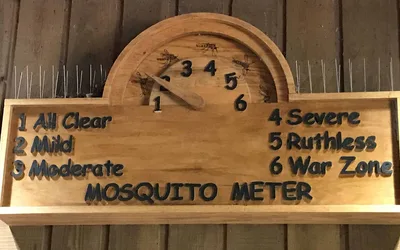 1 2 3 4 5 6
1 All Clear
2 Mild
3 Moderate
4 Severe
5 Ruthless
6 War Zone
MOSQUITO METER